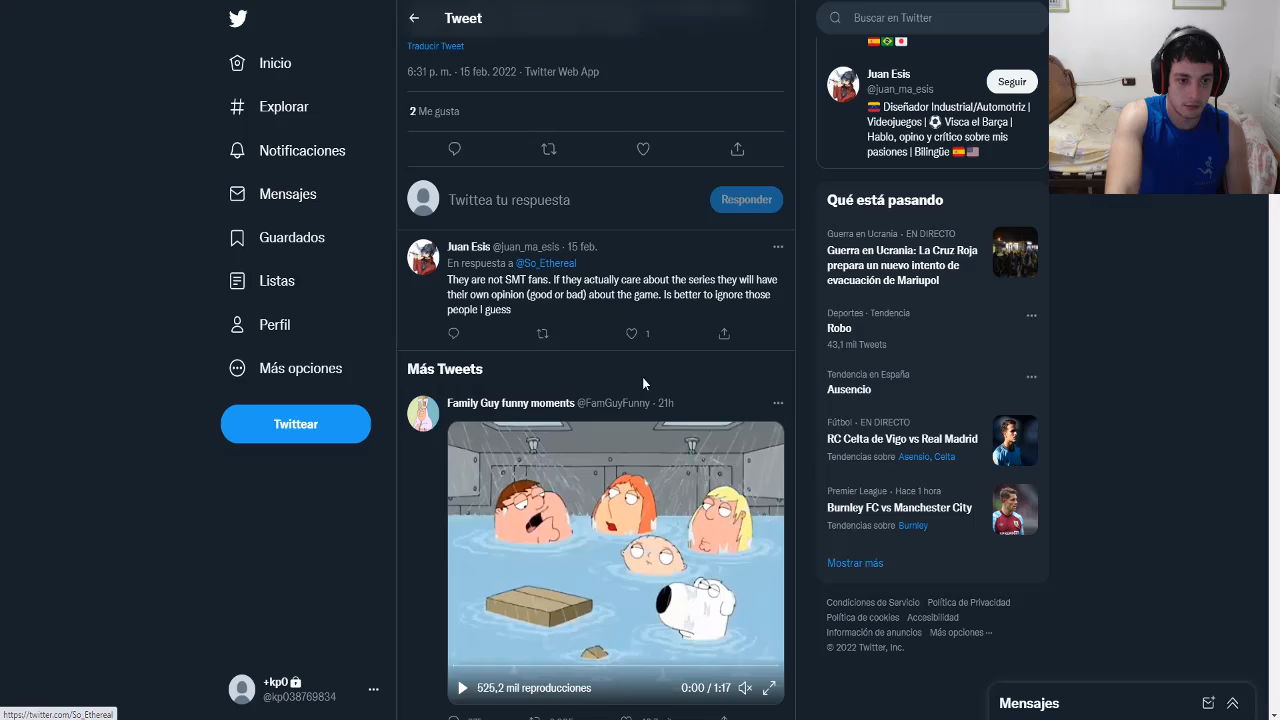 Tweet
Buscar en Twitter
Traducir Tweet
6:31 p. m. · 15 feb. 2022 · Twitter Web App
2 Me gusta
Twittea tu respuesta
Responder
Juan Esis @juan_ma_esis · 15 feb.
En respuesta a @So_Ethereal
They are not SMT fans. If they actually care about the series they will have
their own opinion (good or bad) about the game. Is better to ignore those
people I guess
1
Más Tweets
Family Guy funny moments @FamGuyFunny · 21h
525,2 mil reproducciones
0:00 / 1:17
Inicio
Explorar
Notificaciones
Mensajes
Guardados
Listas
Perfil
Más opciones
Twittear
+kp0
@kp038769834
https://twitter.com/So_Ethereal
Juan Esis
@juan_ma_esis
Seguir
Diseñador Industrial/Automotriz |
Videojuegos | ⚽ Visca el Barça |
Hablo, opino y crítico sobre mis
pasiones | Bilingüe
Qué está pasando
Guerra en Ucrania · EN DIRECTO
Guerra en Ucrania: La Cruz Roja
prepara un nuevo intento de
evacuación de Mariupol
Deportes · Tendencia
Robo
43,1 mil Tweets
Tendencia en España
Ausencio
Fútbol · EN DIRECTO
RC Celta de Vigo vs Real Madrid
Tendencias sobre Asensio, Celta
Premier League · Hace 1 hora
Burnley FC vs Manchester City
Tendencias sobre Burnley
Mostrar más
Condiciones de Servicio Política de Privacidad
Política de cookies Accesibilidad
Información de anuncios Más opciones ···
© 2022 Twitter, Inc.
Mensajes